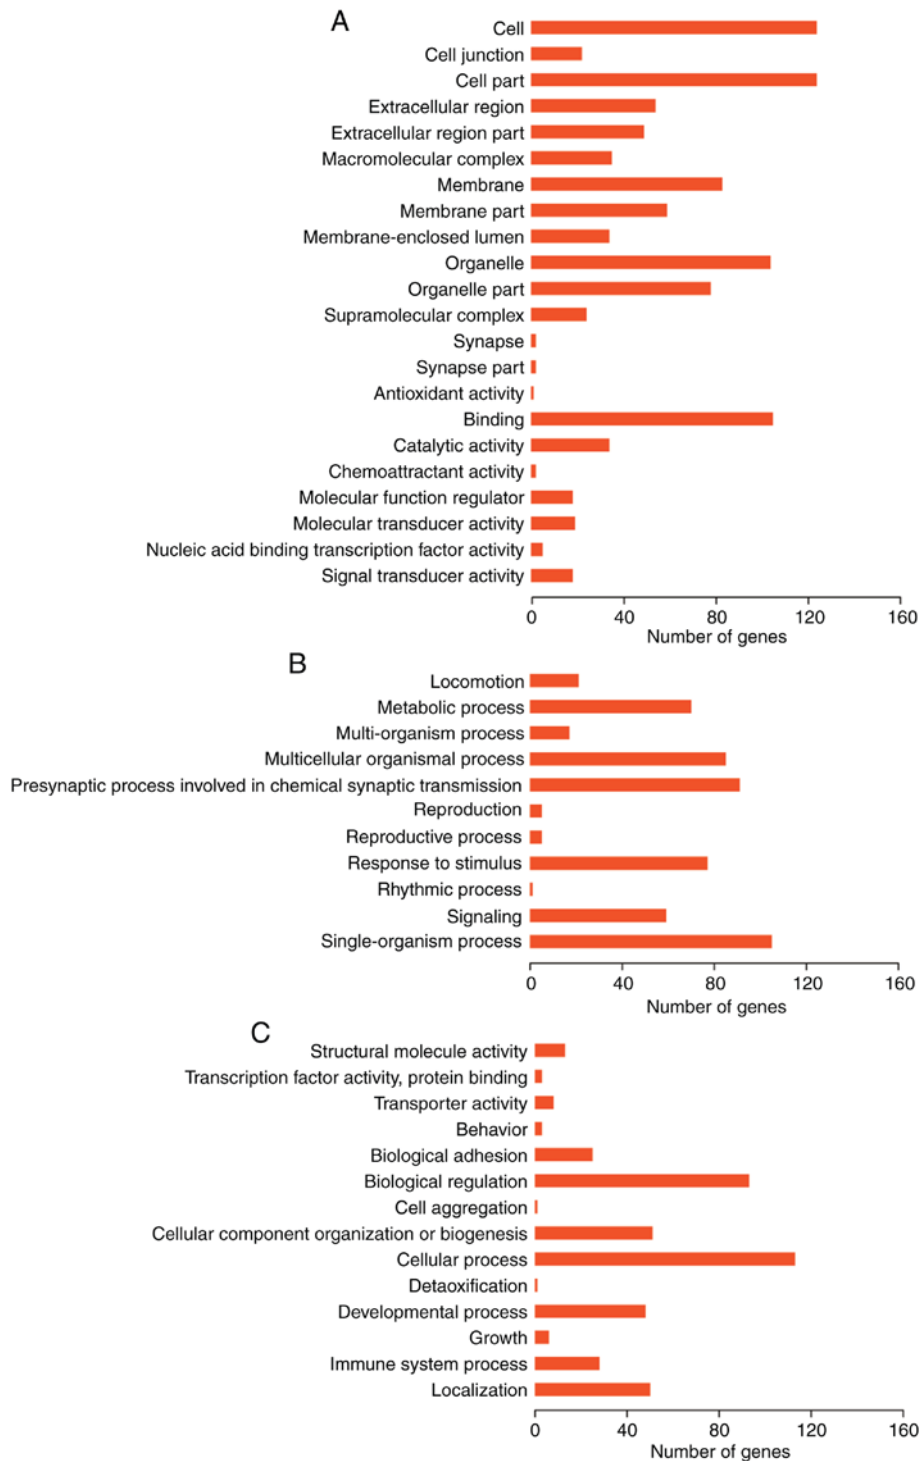 A
Cell
Cell junction
Cell part
Extracellular region
Extracellular region part
Macromolecular complex
Membrane
Membrane part
Membrane-enclosed lumen
Organelle
Organelle part
Supramolecular complex
Synapse
Synapse part
Antioxidant activity
Binding
Catalytic activity
Chemoattractant activity
Molecular function regulator
Molecular transducer activity
Nucleic acid binding transcription factor activity
Signal transducer activity
0 40 80 120 160
Number of genes
B
Locomotion
Metabolic process
Multi-organism process
Multicellular organismal process
Presynaptic process involved in chemical synaptic transmission
Reproduction
Reproductive process
Response to stimulus
Rhythmic process
Signaling
Single-organism process
0 40 80 120 160
Number of genes
C
Structural molecule activity
Transcription factor activity, protein binding
Transporter activity
Behavior
Biological adhesion
Biological regulation
Cell aggregation
Cellular component organization or biogenesis
Cellular process
Detaoxification
Developmental process
Growth
Immune system process
Localization
0 40 80 120 160
Number of genes